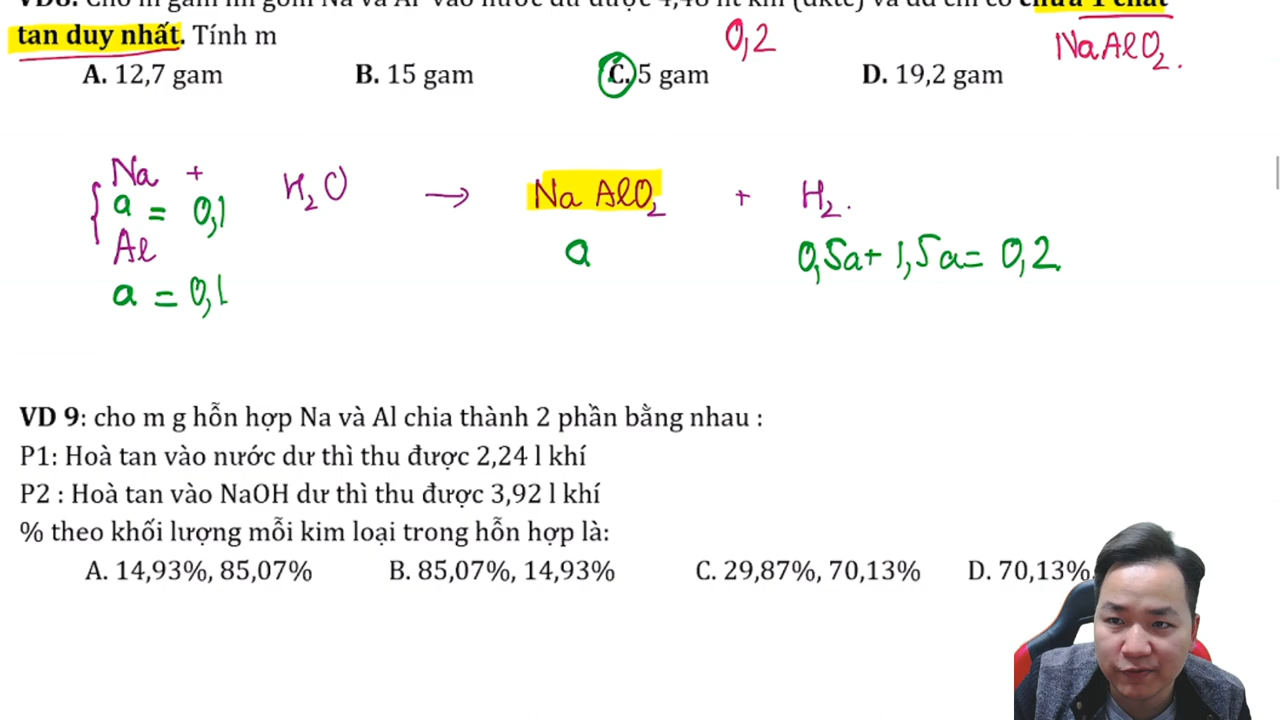 tan duy nhất. Tính m
0,2
NaAlO₂.
A. 12,7 gam B. 15 gam C. 5 gam D. 19,2 gam
Na + H₂O → NaAlO₂ + H₂.
a = 0,1
Al
a 0,5a + 1,5a = 0,2
a = 0,1
VD 9: cho m g hỗn hợp Na và Al chia thành 2 phần bằng nhau :
P1: Hoà tan vào nước dư thì thu được 2,24 l khí
P2 : Hoà tan vào NaOH dư thì thu được 3,92 l khí
% theo khối lượng mỗi kim loại trong hỗn hợp là:
A. 14,93%, 85,07% B. 85,07%, 14,93% C. 29,87%, 70,13% D. 70,13%